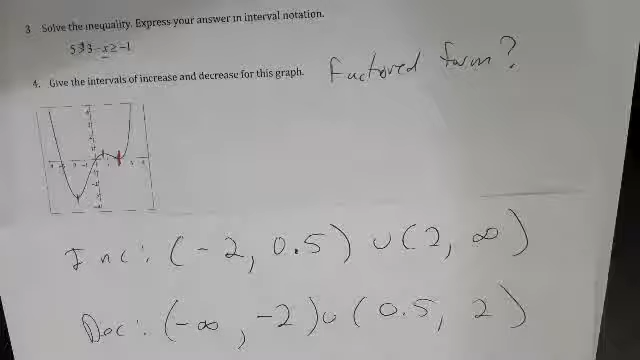 3 Solve the inequality. Express your answer in interval notation.
3 - x ≥ -1
4. Give the intervals of increase and decrease for this graph.
Factored form?
Inc: (-2, 0.5) ∪ (2, ∞)
Dec: (-∞, -2) ∪ (0.5, 2)